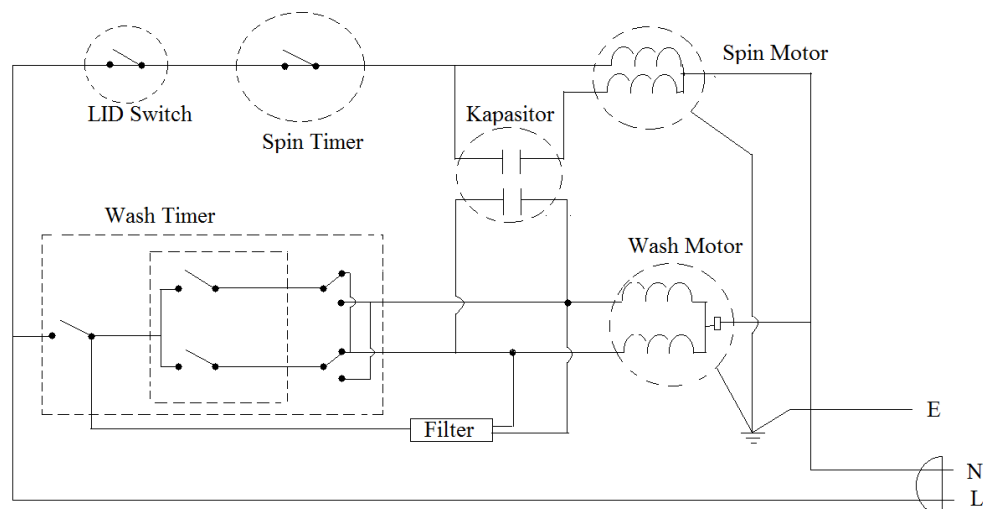 Spin Motor
LID Switch
Kapasitor
Spin Timer
Wash Timer
Wash Motor
E
Filter
N
L